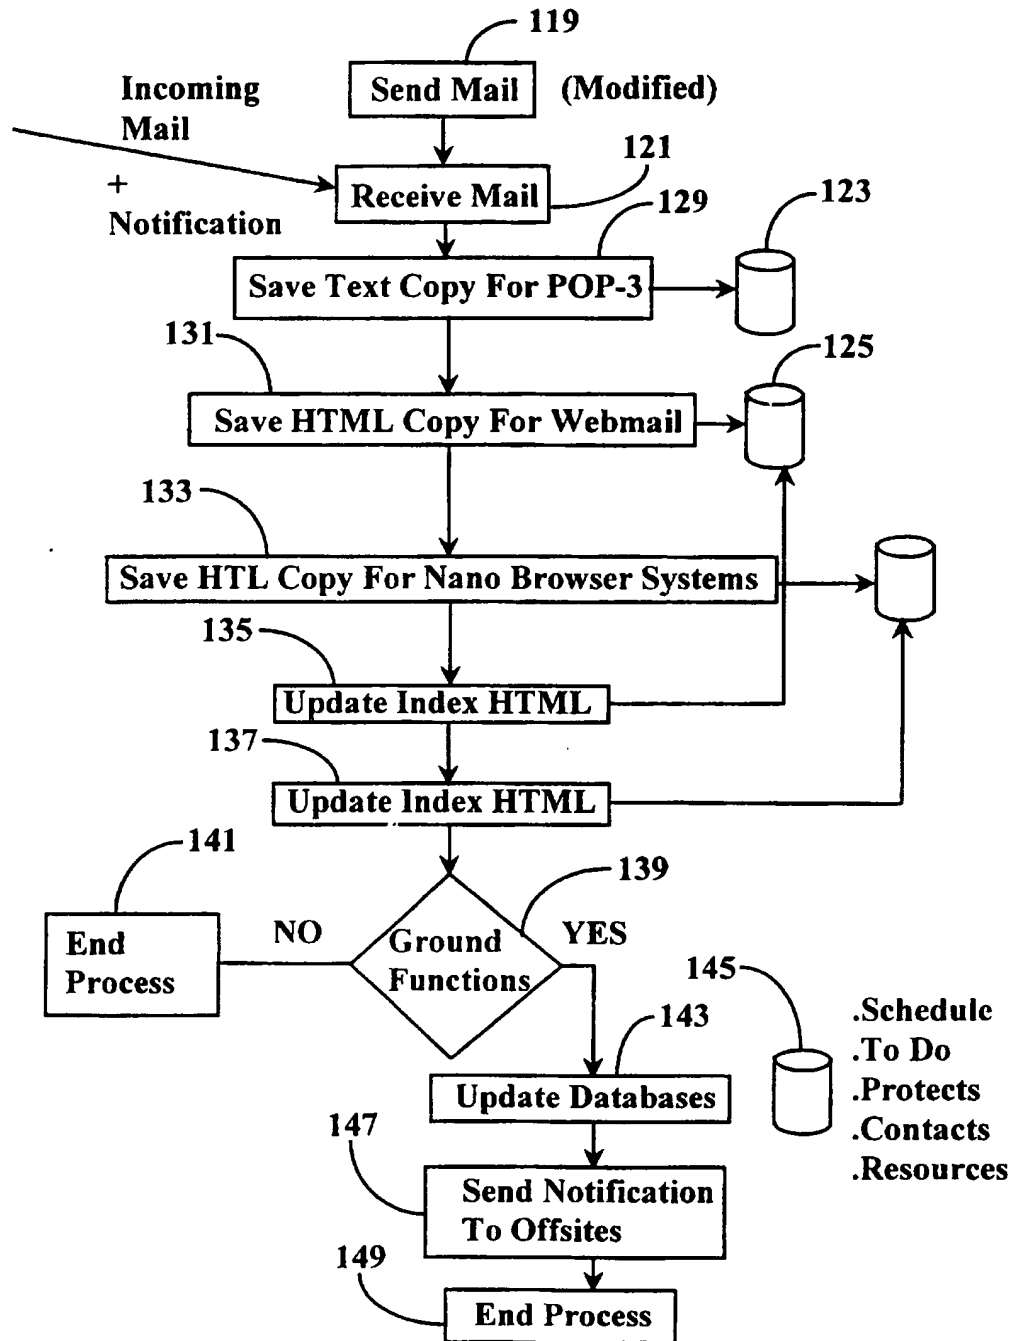 119
Send Mail (Modified)
Incoming
Mail
+
Notification
121
Receive Mail
129
123
Save Text Copy For POP-3
131
125
Save HTML Copy For Webmail
133
Save HTL Copy For Nano Browser Systems
135
Update Index HTML
137
Update Index HTML
141
139
End
Process
NO
Ground
Functions
YES
145
.Schedule
.To Do
.Protects
.Contacts
.Resources
143
Update Databases
147
Send Notification
To Offsites
149
End Process